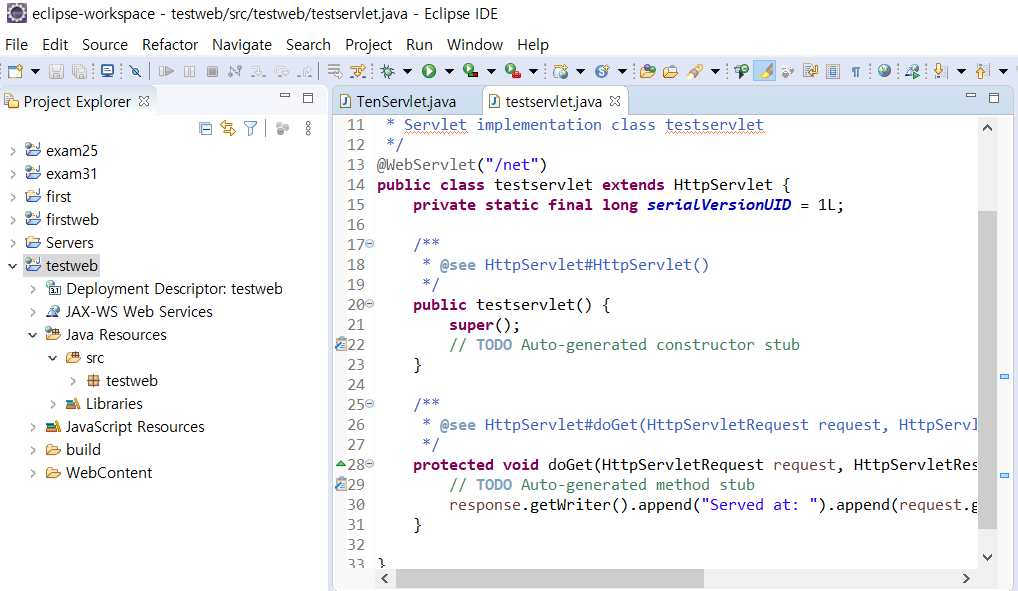 eclipse-workspace - testweb/src/testweb/testservlet.java - Eclipse IDE
File Edit Source Refactor Navigate Search Project Run Window Help
Project Explorer
exam25
exam31
first
firstweb
Servers
testweb
Deployment Descriptor: testweb
JAX-WS Web Services
Java Resources
src
testweb
Libraries
JavaScript Resources
build
WebContent
TenServlet.java testservlet.java
11 * Servlet implementation class testservlet
12 */
13 @WebServlet("/net")
14 public class testservlet extends HttpServlet {
15 private static final long serialVersionUID = 1L;
16
17 /**
18 * @see HttpServlet#HttpServlet()
19 */
20 public testservlet() {
21 super();
22 // TODO Auto-generated constructor stub
23 }
24
25 /**
26 * @see HttpServlet#doGet(HttpServletRequest request, HttpServl
27 */
28 protected void doGet(HttpServletRequest request, HttpServletRes
29 // TODO Auto-generated method stub
30 response.getWriter().append("Served at: ").append(request.g
31 }
32
33 }